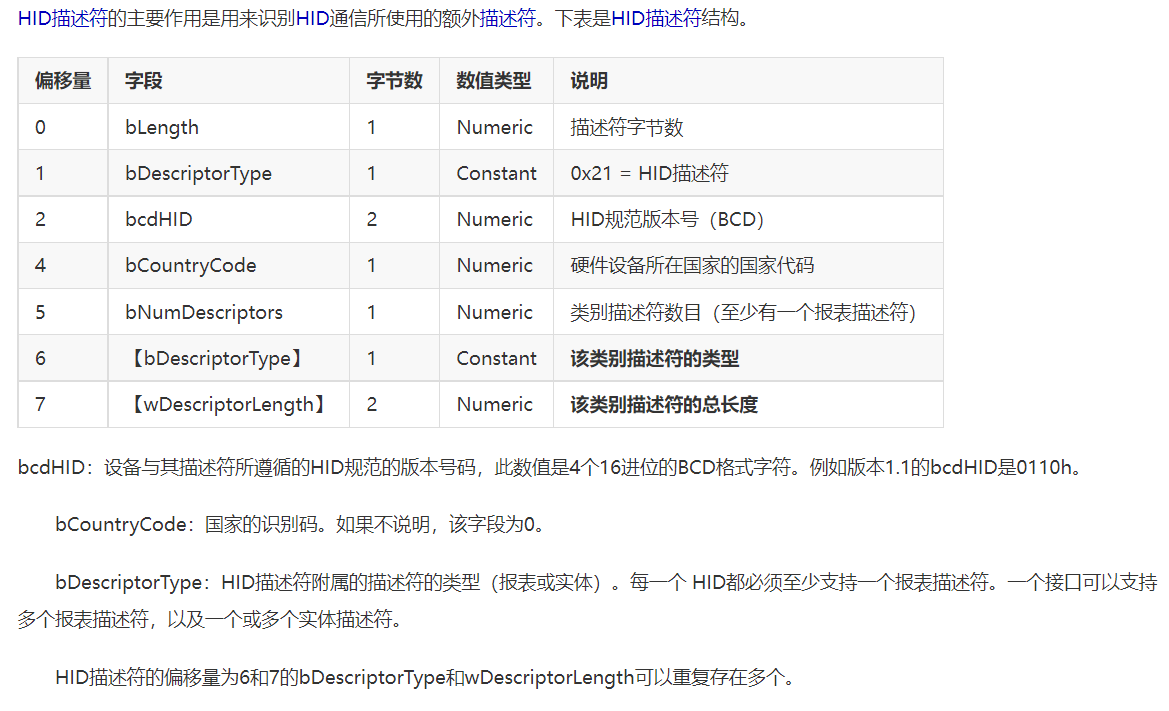 HID描述符的主要作用是用来识别HID通信所使用的额外描述符。下表是HID描述符结构。
偏移量 字段 字节数 数值类型 说明
0 bLength 1 Numeric 描述符字节数
1 bDescriptorType 1 Constant 0x21 = HID描述符
2 bcdHID 2 Numeric HID规范版本号（BCD）
4 bCountryCode 1 Numeric 硬件设备所在国家的国家代码
5 bNumDescriptors 1 Numeric 类别描述符数目（至少有一个报表描述符）
6 【bDescriptorType】 1 Constant 该类别描述符的类型
7 【wDescriptorLength】 2 Numeric 该类别描述符的总长度
bcdHID：设备与其描述符所遵循的HID规范的版本号码，此数值是4个16进位的BCD格式字符。例如版本1.1的bcdHID是0110h。
bCountryCode：国家的识别码。如果不说明，该字段为0。
bDescriptorType：HID描述符附属的描述符的类型（报表或实体）。每一个 HID都必须至少支持一个报表描述符。一个接口可以支持
多个报表描述符，以及一个或多个实体描述符。
HID描述符的偏移量为6和7的bDescriptorType和wDescriptorLength可以重复存在多个。